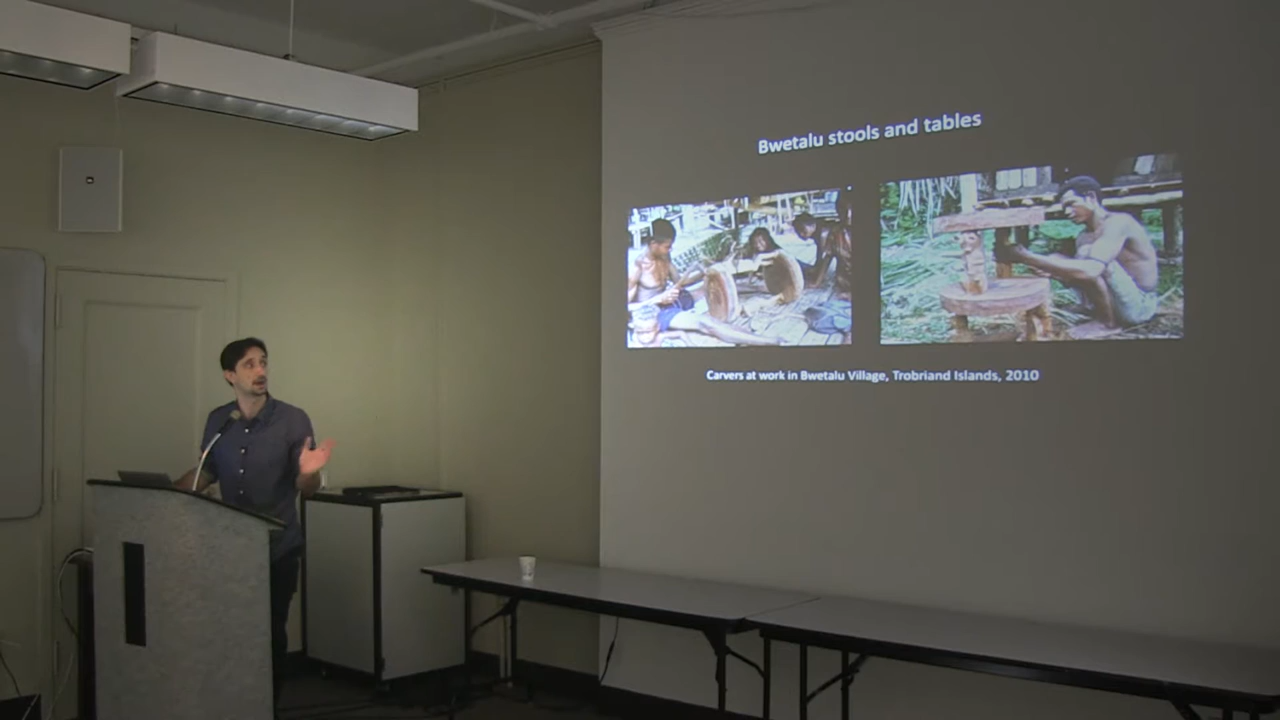 Bwetalu stools and tables
Carvers at work in Bwetalu Village, Trobriand Islands, 2010